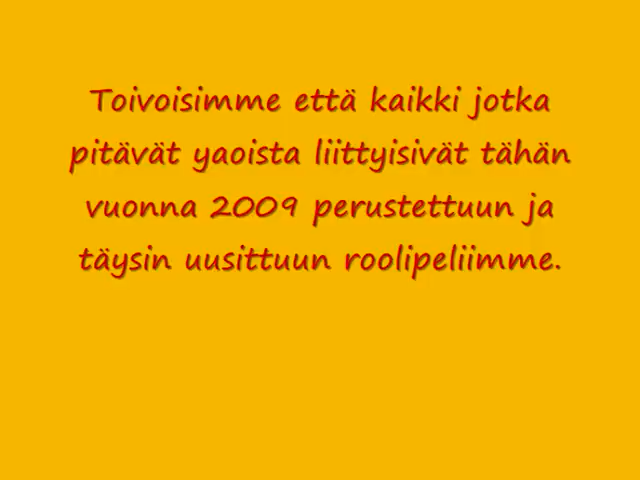 Toivoisimme että kaikki jotka
pitävät yaoista liittyisivät tähän
vuonna 2009 perustettuun ja
täysin uusittuun roolipeliimme.